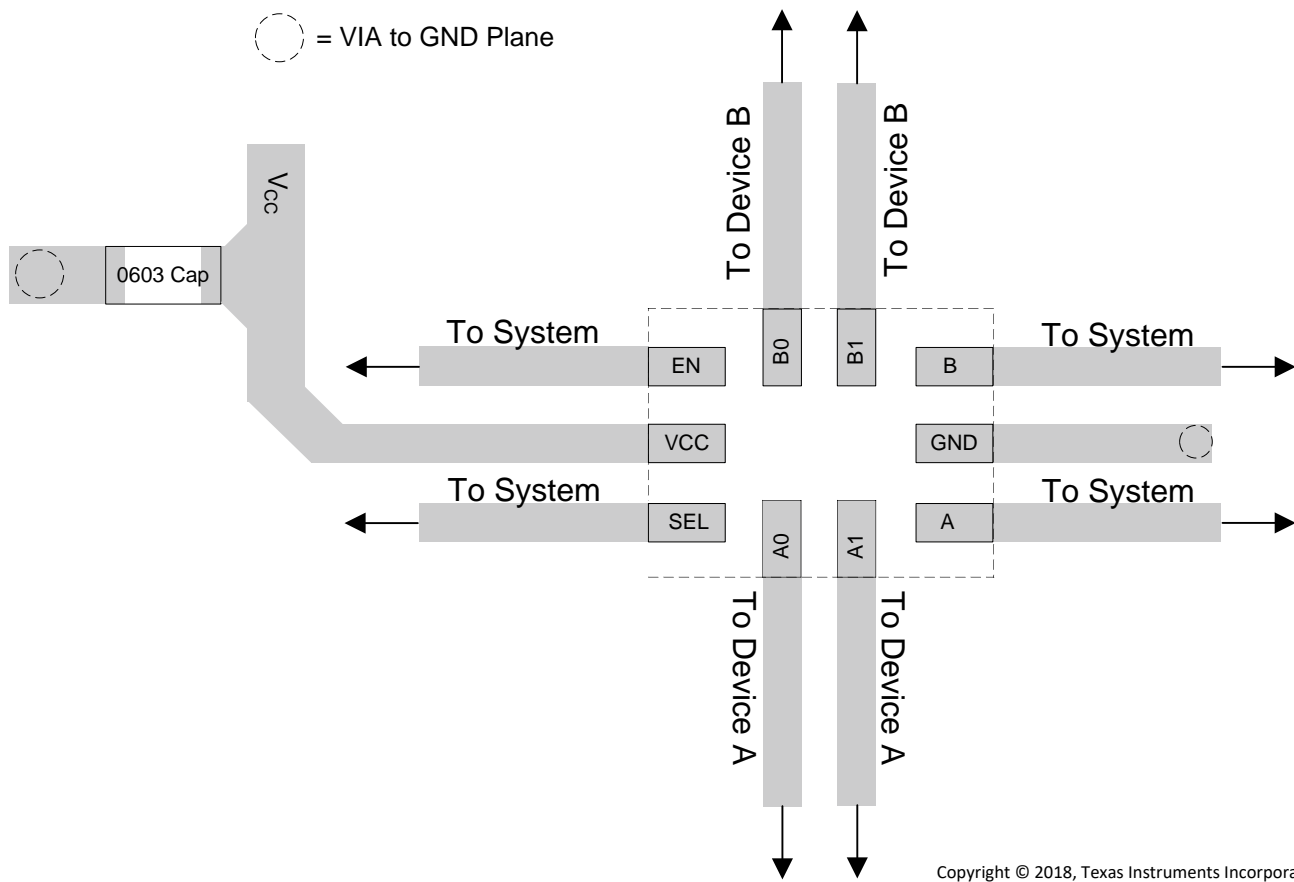 = VIA to GND Plane
To Device B
To Device B
VCC
0603 Cap
To System
To System
EN
B0
B1
B
VCC
GND
To System
To System
SEL
A0
A1
A
To Device A
To Device A
Copyright © 2018, Texas Instruments Incorpora